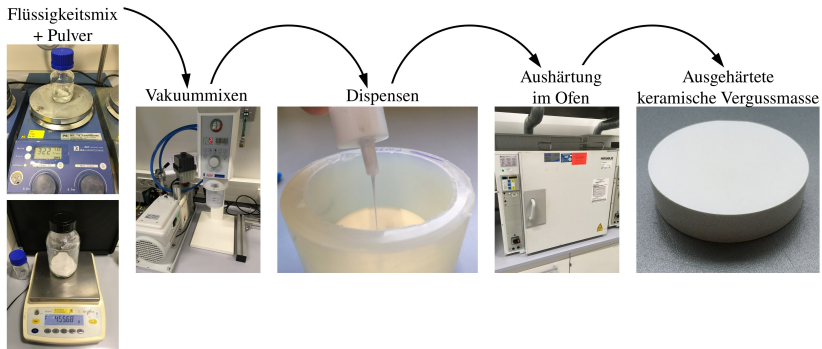 Flüssigkeitsmix
+ Pulver
Vakuummixen
Dispensen
Aushärtung
im Ofen
Ausgehärtete
keramische Vergussmasse